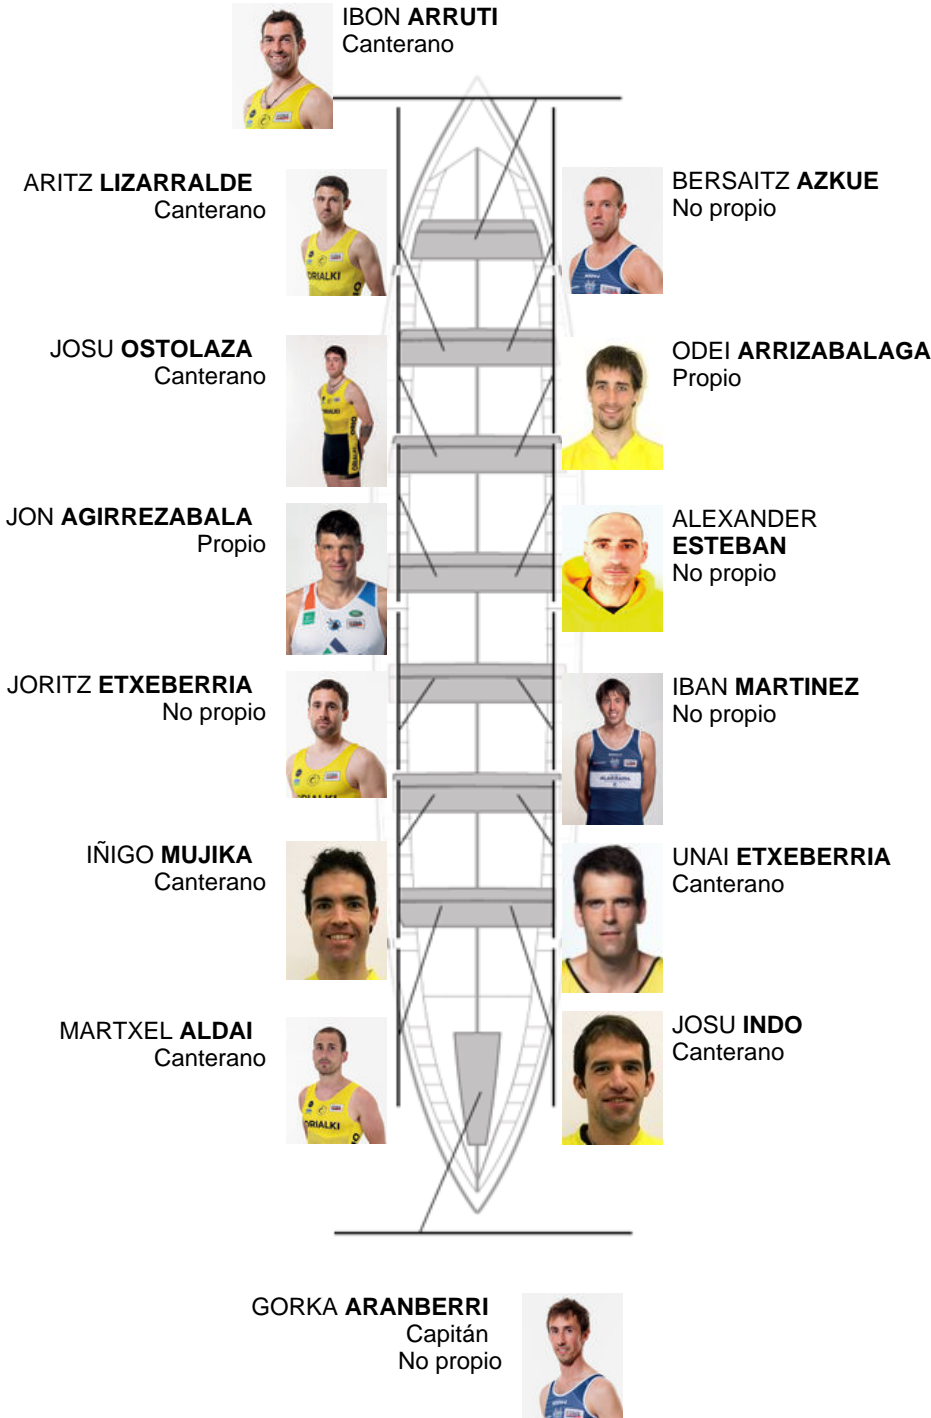 IBON ARRUTI
Canterano
ARITZ LIZARRALDE
Canterano
BERSAITZ AZKUE
No propio
JOSU OSTOLAZA
Canterano
ODEI ARRIZABALAGA
Propio
JON AGIRREZABALA
Propio
ALEXANDER
ESTEBAN
No propio
JORITZ ETXEBERRIA
No propio
IBAN MARTINEZ
No propio
IÑIGO MUJIKA
Canterano
UNAI ETXEBERRIA
Canterano
MARTXEL ALDAI
Canterano
JOSU INDO
Canterano
GORKA ARANBERRI
Capitán
No propio